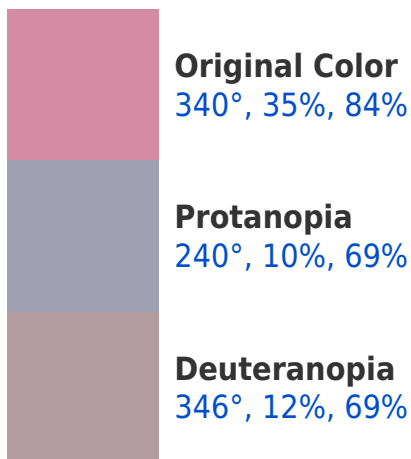 Original Color
340°, 35%, 84%
Protanopia
240°, 10%, 69%
Deuteranopia
346°, 12%, 69%